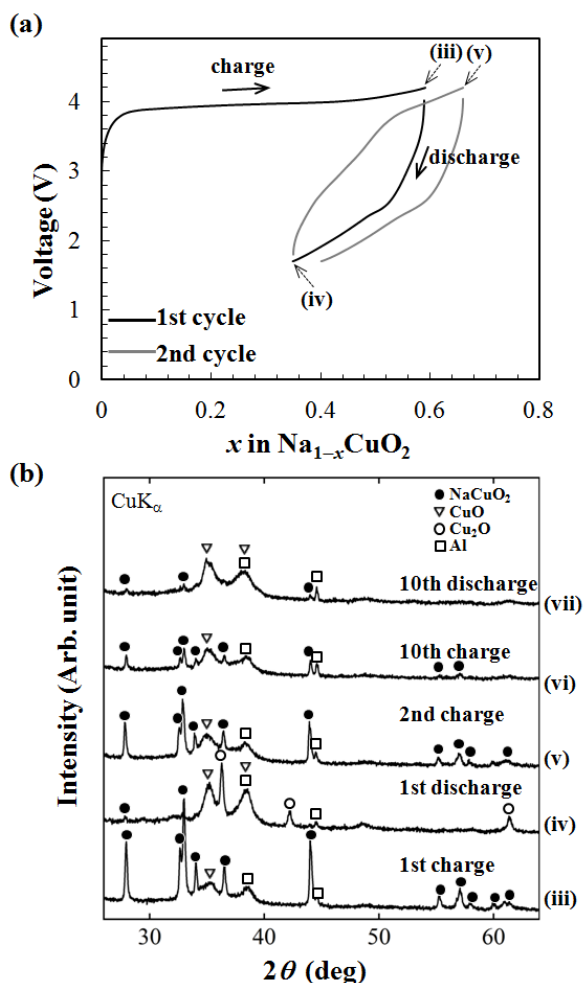 (a)
(iii) (v)
charge
discharge
(iv)
1st cycle
2nd cycle
Voltage (V)
5
4
3
2
1
0
0 0.2 0.4 0.6 0.8
x in Na₁₋ₓCuO₂
(b)
CuKα
● NaCuO₂
▽ CuO
○ Cu₂O
□ Al
10th discharge
(vii)
10th charge
(vi)
2nd charge
(v)
1st discharge
(iv)
1st charge
(iii)
Intensity (Arb. unit)
30 40 50 60
2θ (deg)